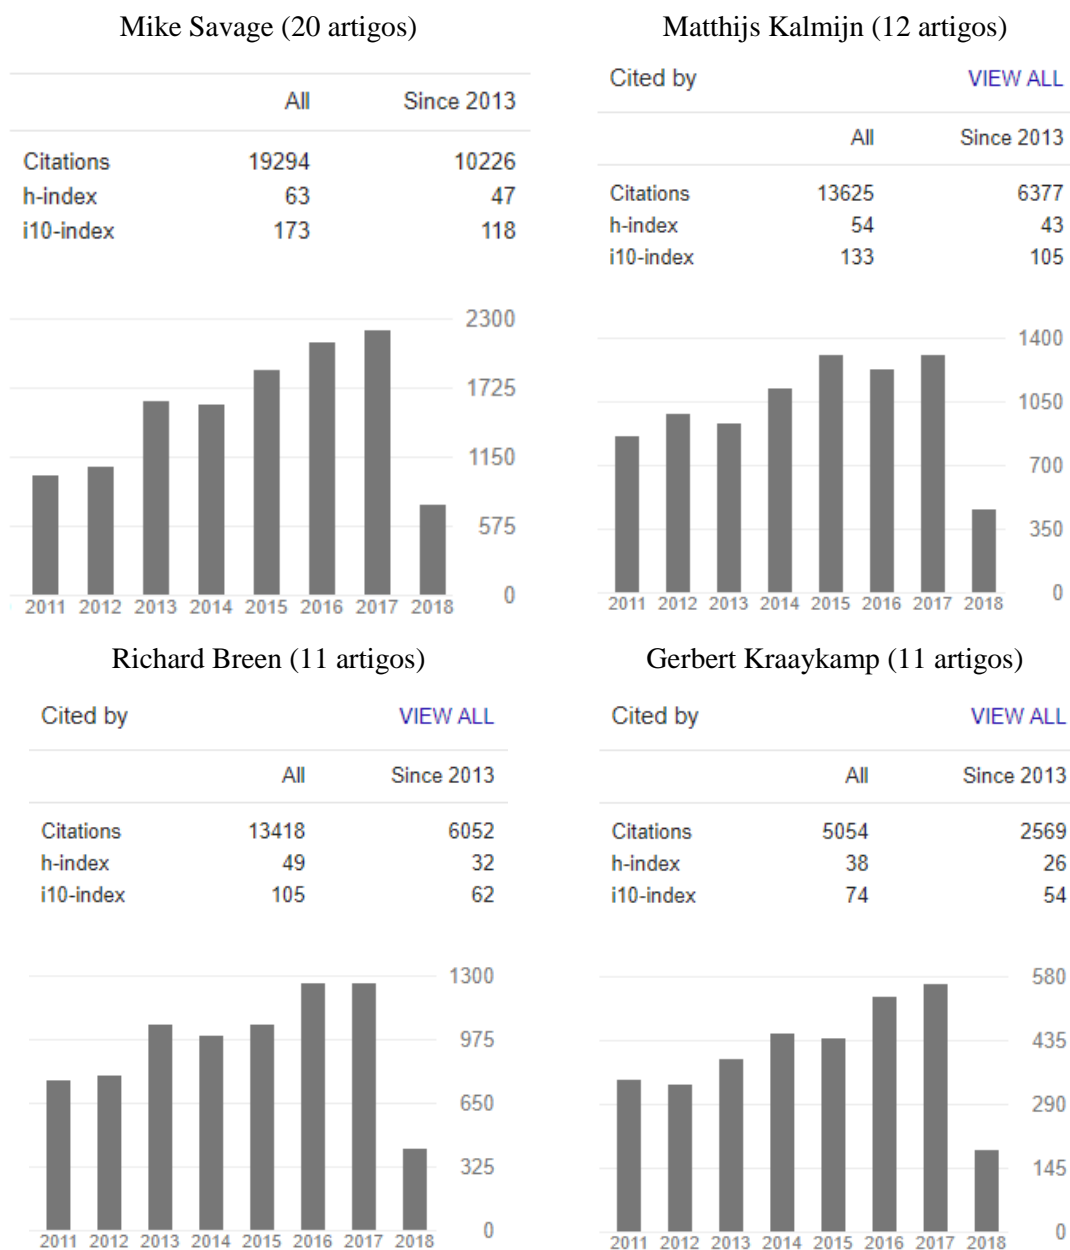 Mike Savage (20 artigos)
All Since 2013
Citations 19294 10226
h-index 63 47
i10-index 173 118
2300
1725
1150
575
0
2011 2012 2013 2014 2015 2016 2017 2018
Matthijs Kalmijn (12 artigos)
Cited by VIEW ALL
All Since 2013
Citations 13625 6377
h-index 54 43
i10-index 133 105
1400
1050
700
350
0
2011 2012 2013 2014 2015 2016 2017 2018
Richard Breen (11 artigos)
Cited by VIEW ALL
All Since 2013
Citations 13418 6052
h-index 49 32
i10-index 105 62
1300
975
650
325
0
2011 2012 2013 2014 2015 2016 2017 2018
Gerbert Kraaykamp (11 artigos)
Cited by VIEW ALL
All Since 2013
Citations 5054 2569
h-index 38 26
i10-index 74 54
580
435
290
145
0
2011 2012 2013 2014 2015 2016 2017 2018